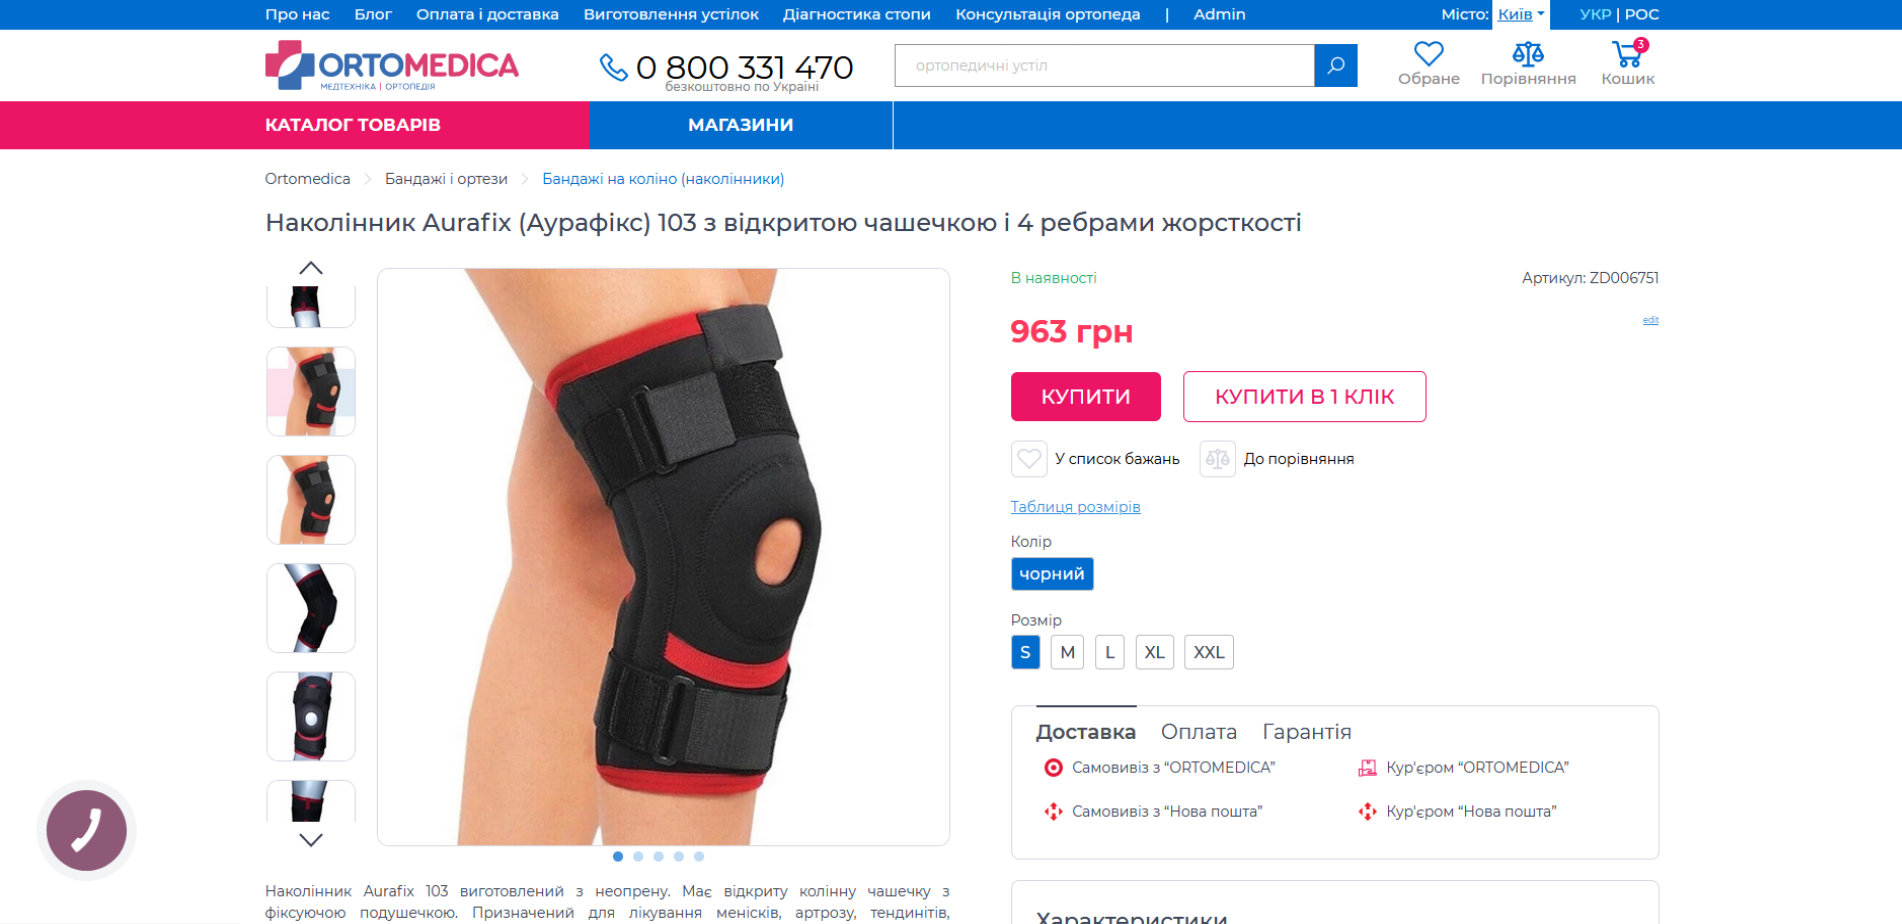 Про нас Блог Оплата і доставка Виготовлення устілок Діагностика стопи Консультація ортопеда | Admin Місто: Київ УКР | РОС
ORTOMEDICA
МЕДТЕХНІКА | ОРТОПЕДІЯ
0 800 331 470
безкоштовно по Україні
ортопедичні устіл
Обране Порівняння 3 Кошик
КАТАЛОГ ТОВАРІВ МАГАЗИНИ
Ortomedica Бандажі і ортези Бандажі на коліно (наколінники)
Наколінник Aurafix (Аурафікс) 103 з відкритою чашечкою і 4 ребрами жорсткості
В наявності Артикул: ZD006751
963 грн edit
КУПИТИ КУПИТИ В 1 КЛІК
У список бажань До порівняння
Таблиця розмірів
Колір
чорний
Розмір
S M L XL XXL
Доставка Оплата Гарантія
Самовивіз з “ORTOMEDICA” Кур'єром “ORTOMEDICA”
Самовивіз з “Нова пошта” Кур'єром “Нова пошта”
Наколінник Aurafix 103 виготовлений з неопрену. Має відкриту колінну чашечку з
фіксуючою подушечкою. Призначений для лікування менісків, артрозу, тендинітів,
Характеристики